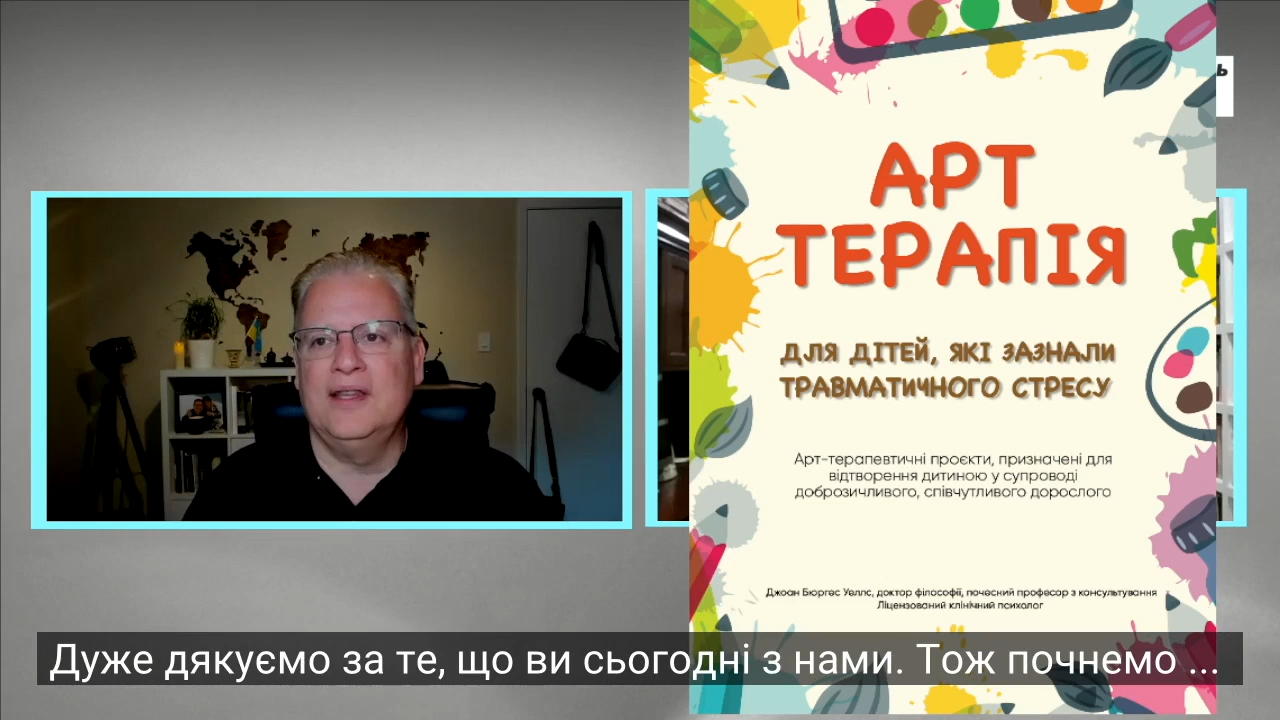 АРТ
ТЕРАПІЯ
ДЛЯ ДІТЕЙ, ЯКІ ЗАЗНАЛИ
ТРАВМАТИЧНОГО СТРЕСУ
Арт-терапевтичні проєкти, призначені для
відтворення дитиною у супроводі
доброзичливого, співчутливого дорослого
Джоан Бюргес Уеллс, доктор філософії, почесний професор з консультування
Ліцензований клінічний психолог
Дуже дякуємо за те, що ви сьогодні з нами. Тож почнемо ...